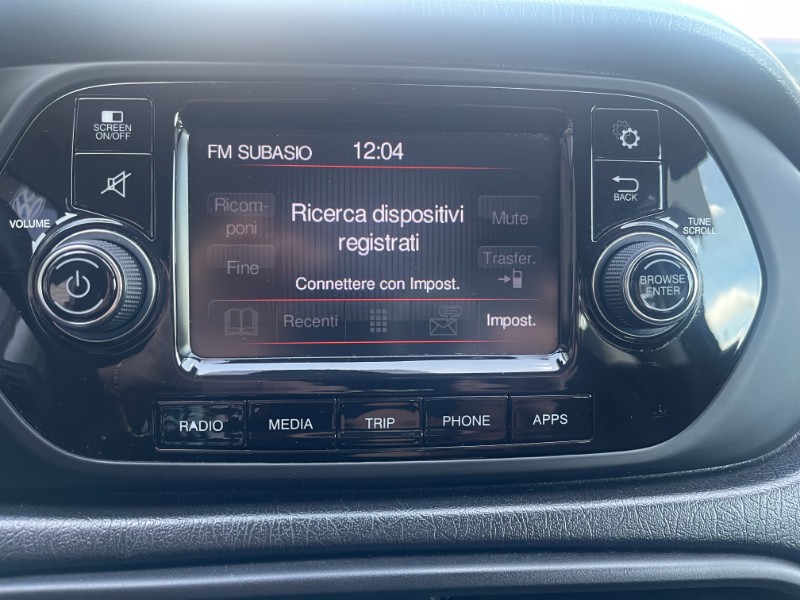 SCREEN
ON/OFF
VOLUME
FM SUBASIO 12:04
Ricom-
poni
Fine
Ricerca dispositivi
registrati
Connettere con Impost.
Mute
Trasfer.
Recenti
Impost.
BACK
TUNE
SCROLL
BROWSE
ENTER
RADIO
MEDIA
TRIP
PHONE
APPS